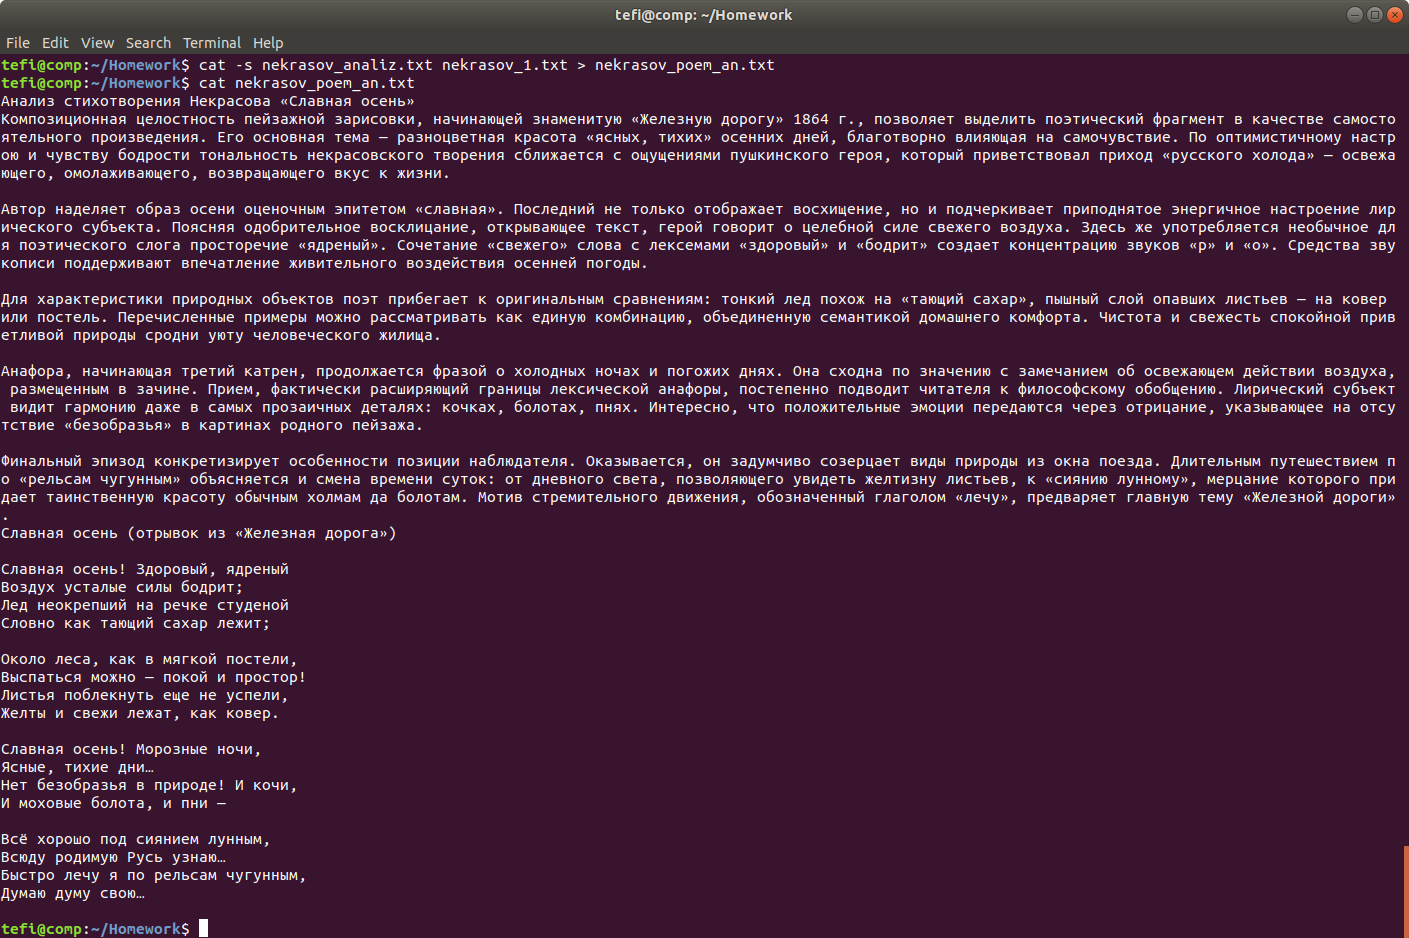 tefi@comp: ~/Homework
File Edit View Search Terminal Help
tefi@comp:~/Homework$ cat -s nekrasov_analiz.txt nekrasov_1.txt > nekrasov_poem_an.txt
tefi@comp:~/Homework$ cat nekrasov_poem_an.txt
Анализ стихотворения Некрасова «Славная осень»
Композиционная целостность пейзажной зарисовки, начинающей знаменитую «Железную дорогу» 1864 г., позволяет выделить поэтический фрагмент в качестве самосто
ятельного произведения. Его основная тема — разноцветная красота «ясных, тихих» осенних дней, благотворно влияющая на самочувствие. По оптимистичному настр
ою и чувству бодрости тональность некрасовского творения сближается с ощущениями пушкинского героя, который приветствовал приход «русского холода» — освежа
ющего, омолаживающего, возвращающего вкус к жизни.
Автор наделяет образ осени оценочным эпитетом «славная». Последний не только отображает восхищение, но и подчеркивает приподнятое энергичное настроение лир
ического субъекта. Поясняя одобрительное восклицание, открывающее текст, герой говорит о целебной силе свежего воздуха. Здесь же употребляется необычное дл
я поэтического слога просторечие «ядреный». Сочетание «свежего» слова с лексемами «здоровый» и «бодрит» создает концентрацию звуков «р» и «о». Средства зву
кописи поддерживают впечатление живительного воздействия осенней погоды.
Для характеристики природных объектов поэт прибегает к оригинальным сравнениям: тонкий лед похож на «тающий сахар», пышный слой опавших листьев — на ковер
или постель. Перечисленные примеры можно рассматривать как единую комбинацию, объединенную семантикой домашнего комфорта. Чистота и свежесть спокойной прив
етливой природы сродни уюту человеческого жилища.
Анафора, начинающая третий катрен, продолжается фразой о холодных ночах и погожих днях. Она сходна по значению с замечанием об освежающем действии воздуха,
размещенным в зачине. Прием, фактически расширяющий границы лексической анафоры, постепенно подводит читателя к философскому обобщению. Лирический субъект
видит гармонию даже в самых прозаичных деталях: кочках, болотах, пнях. Интересно, что положительные эмоции передаются через отрицание, указывающее на отсу
тствие «безобразья» в картинах родного пейзажа.
Финальный эпизод конкретизирует особенности позиции наблюдателя. Оказывается, он задумчиво созерцает виды природы из окна поезда. Длительным путешествием п
о «рельсам чугунным» объясняется и смена времени суток: от дневного света, позволяющего увидеть желтизну листьев, к «сиянию лунному», мерцание которого при
дает таинственную красоту обычным холмам да болотам. Мотив стремительного движения, обозначенный глаголом «лечу», предваряет главную тему «Железной дороги»
.
Славная осень (отрывок из «Железная дорога»)
Славная осень! Здоровый, ядреный
Воздух усталые силы бодрит;
Лед неокрепший на речке студеной
Словно как тающий сахар лежит;
Около леса, как в мягкой постели,
Выспаться можно — покой и простор!
Листья поблекнуть еще не успели,
Желты и свежи лежат, как ковер.
Славная осень! Морозные ночи,
Ясные, тихие дни…
Нет безобразья в природе! И кочи,
И моховые болота, и пни —
Всё хорошо под сиянием лунным,
Всюду родимую Русь узнаю…
Быстро лечу я по рельсам чугунным,
Думаю думу свою…
tefi@comp:~/Homework$